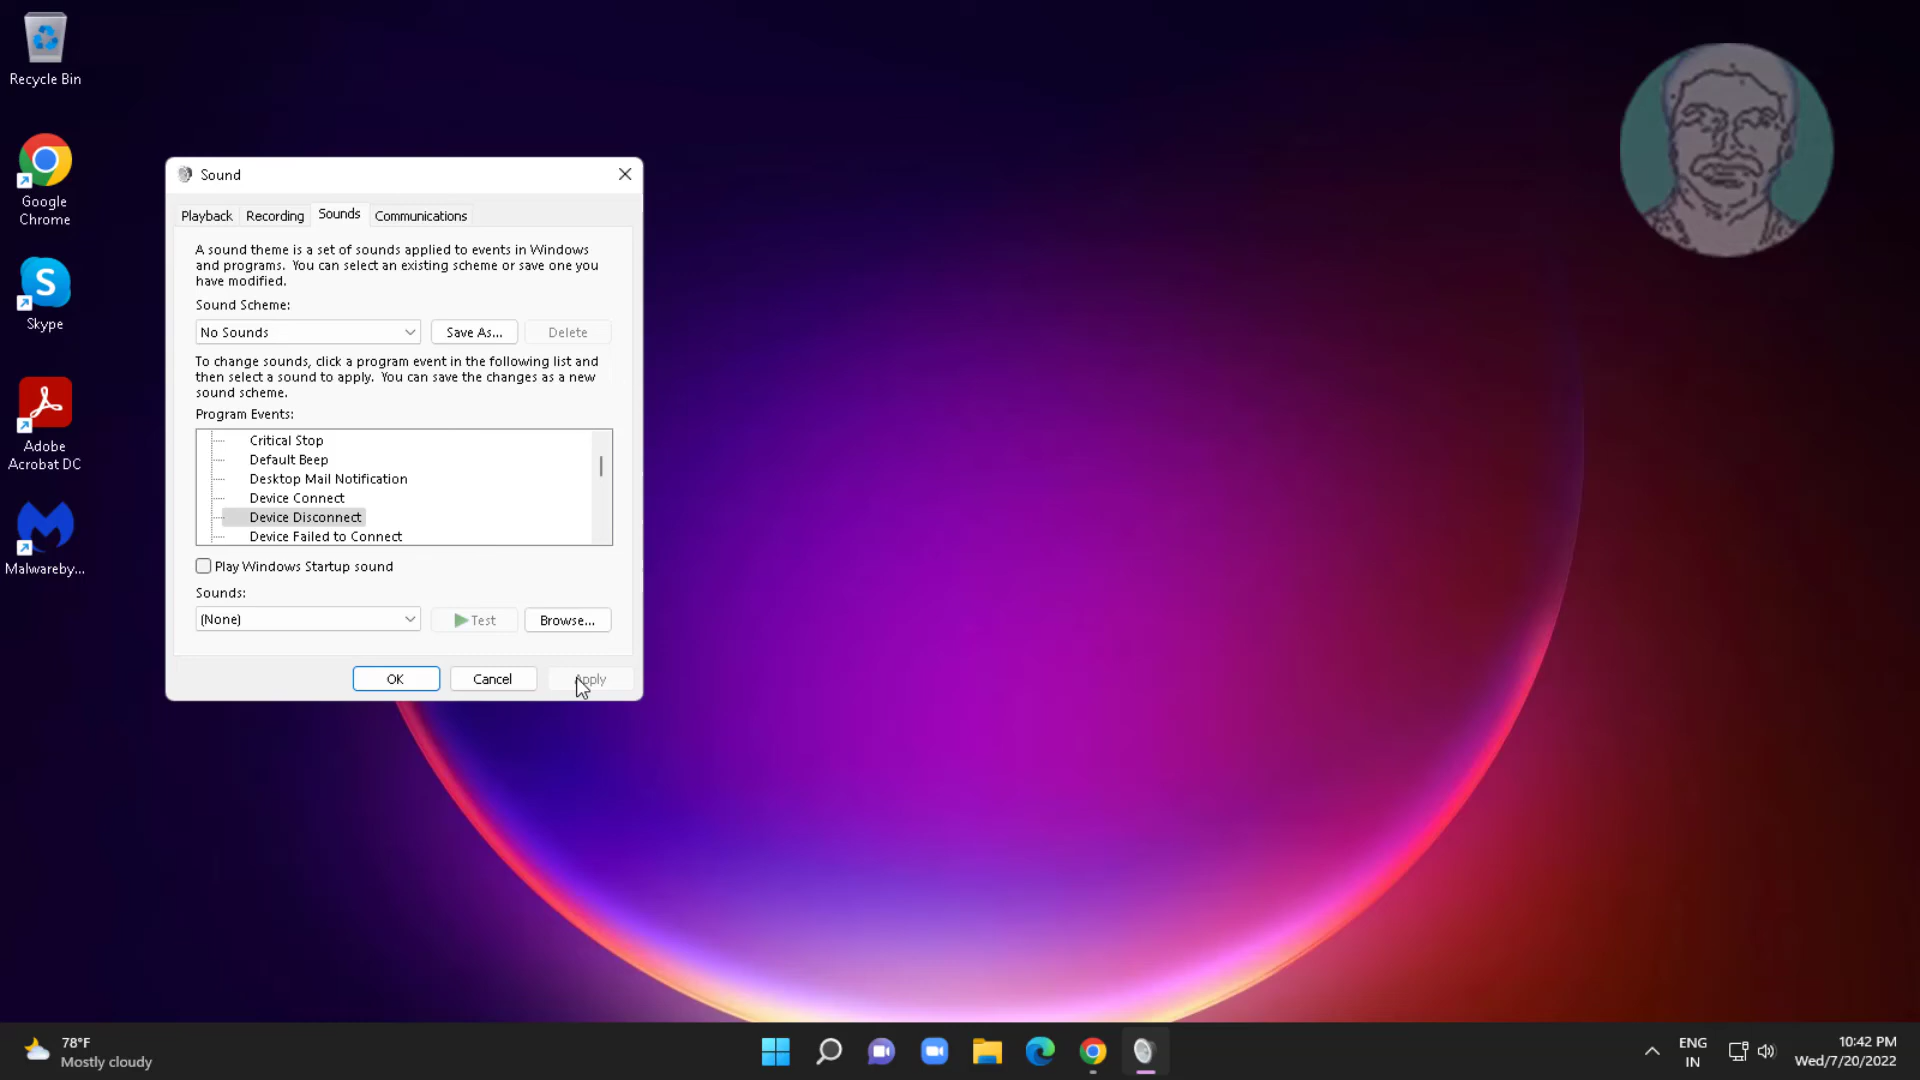 Recycle Bin
Google
Chrome
Skype
Adobe
Acrobat DC
Malwareby...
Sound
Playback
Recording
Sounds
Communications
A sound theme is a set of sounds applied to events in Windows
and programs. You can select an existing scheme or save one you
have modified.
Sound Scheme:
No Sounds
Save As...
Delete
To change sounds, click a program event in the following list and
then select a sound to apply. You can save the changes as a new
sound scheme.
Program Events:
Critical Stop
Default Beep
Desktop Mail Notification
Device Connect
Device Disconnect
Device Failed to Connect
Play Windows Startup sound
Sounds:
(None)
Test
Browse...
OK
Cancel
Apply
78°F
Mostly cloudy
ENG
IN
10:42 PM
Wed/7/20/2022